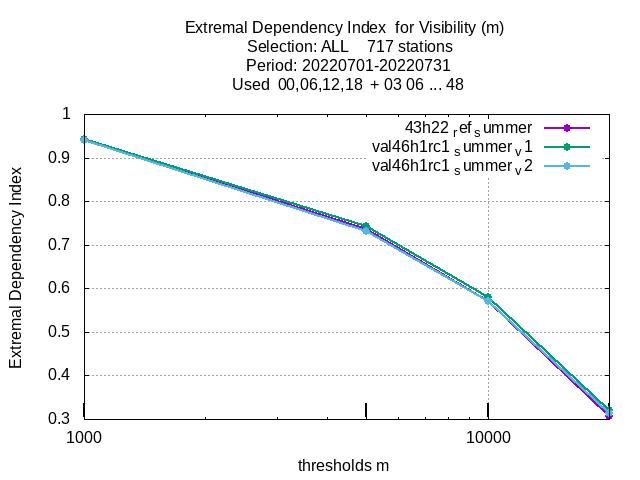 Extremal Dependency Index  for Visibility (m)
Selection: ALL    717 stations
Period: 20220701-20220731
Used  00,06,12,18  + 03 06 ... 48
43h22 ref summer
val46h1rc1 summer v1
val46h1rc1 summer v2
1
0.9
0.8
0.7
0.6
0.5
0.4
0.3
Extremal Dependency Index
1000
10000
thresholds m